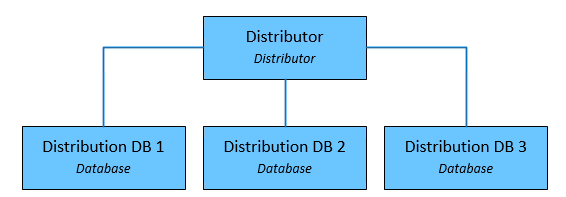 Distributor
Distributor
Distribution DB 1
Database
Distribution DB 2
Database
Distribution DB 3
Database